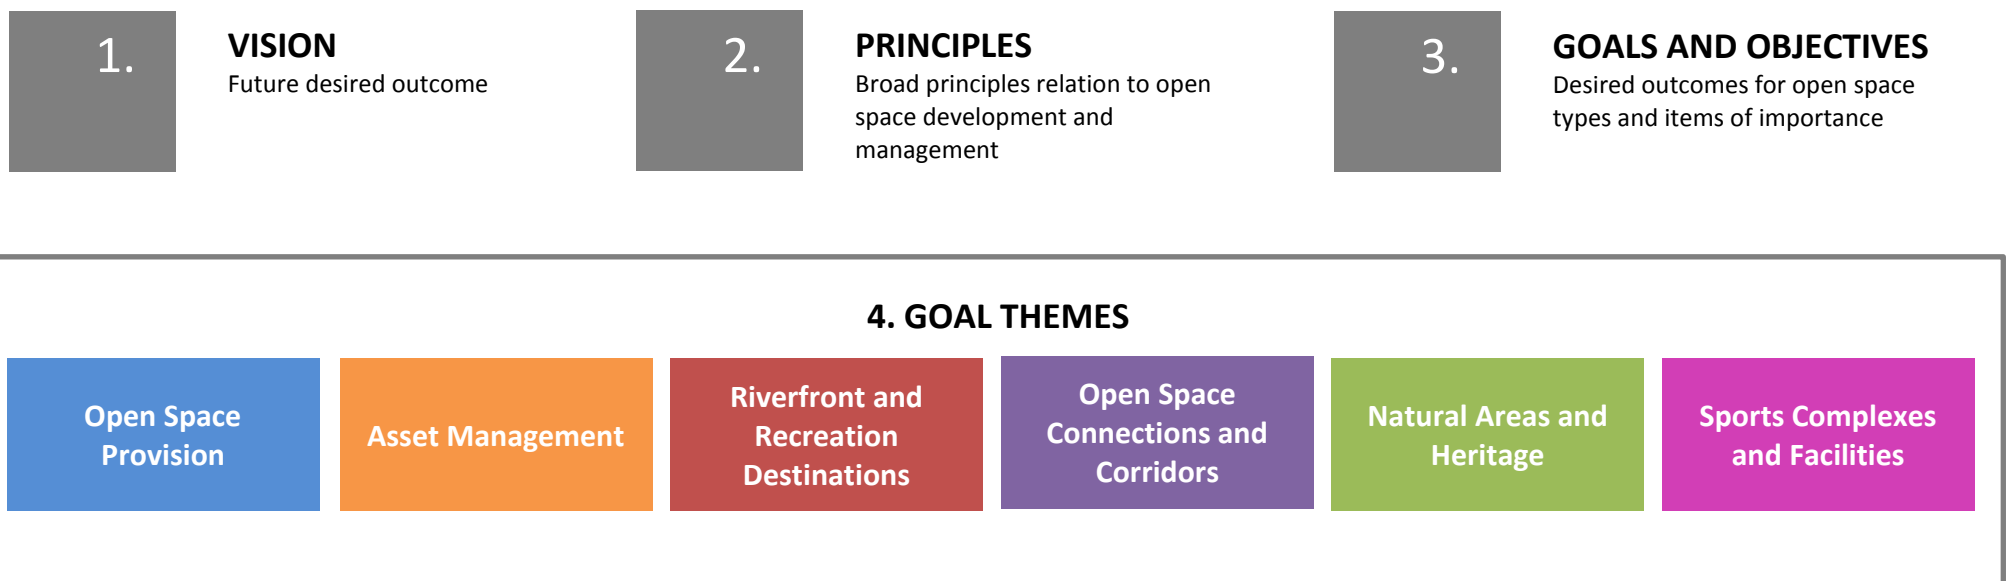 1.
VISION
Future desired outcome
2.
PRINCIPLES
Broad principles relation to open
space development and
management
3.
GOALS AND OBJECTIVES
Desired outcomes for open space
types and items of importance
4. GOAL THEMES
Open Space
Provision
Asset Management
Riverfront and
Recreation
Destinations
Open Space
Connections and
Corridors
Natural Areas and
Heritage
Sports Complexes
and Facilities